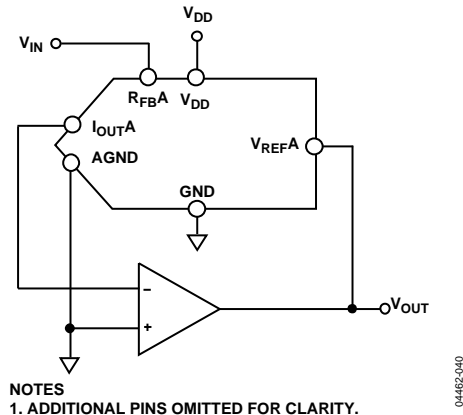 VDD
VIN
RFBA VDD
IOUTA
AGND
VREFA
GND
–
+
VOUT
NOTES
1. ADDITIONAL PINS OMITTED FOR CLARITY.
04462-040